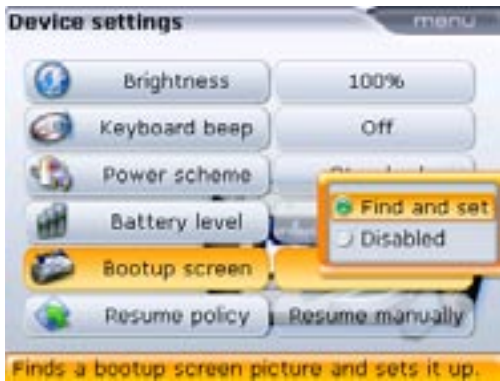 Device settings menu
Brightness 100%
Keyboard beep Off
Power scheme
Find and set
Battery level
Disabled
Bootup screen
Resume policy Resume manually
Finds a bootup screen picture and sets it up.